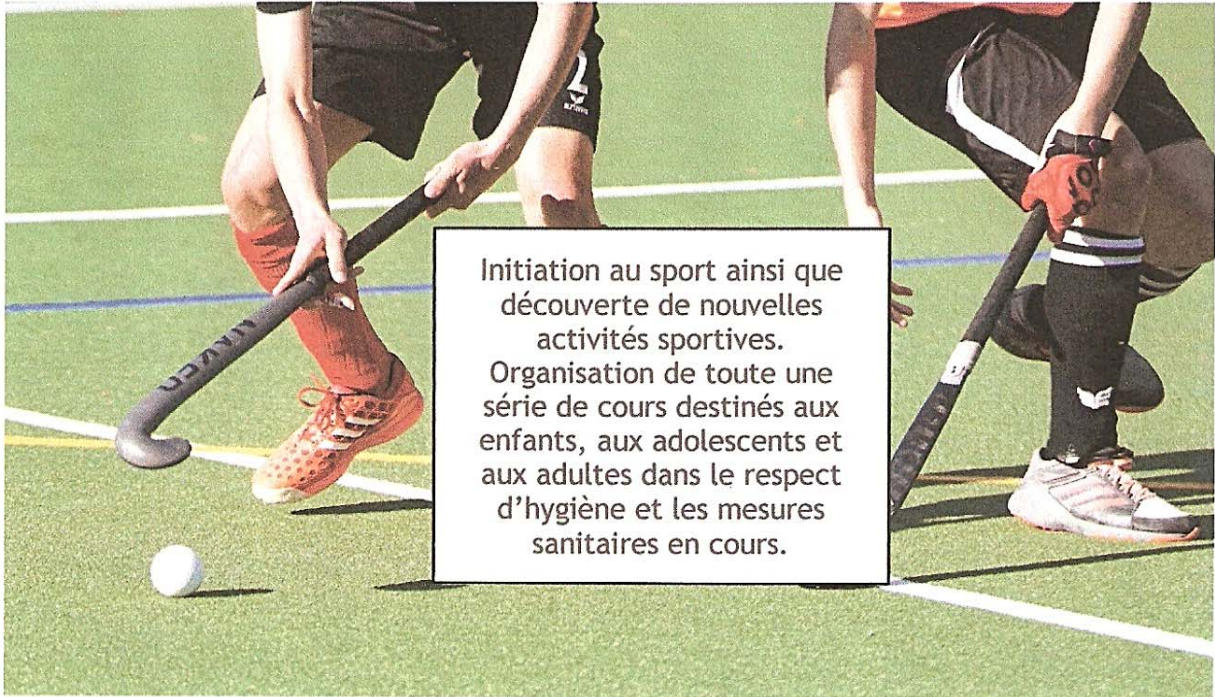 2
Initiation au sport ainsi que
découverte de nouvelles
activités sportives.
Organisation de toute une
série de cours destinés aux
enfants, aux adolescents et
aux adultes dans le respect
d'hygiène et les mesures
sanitaires en cours.